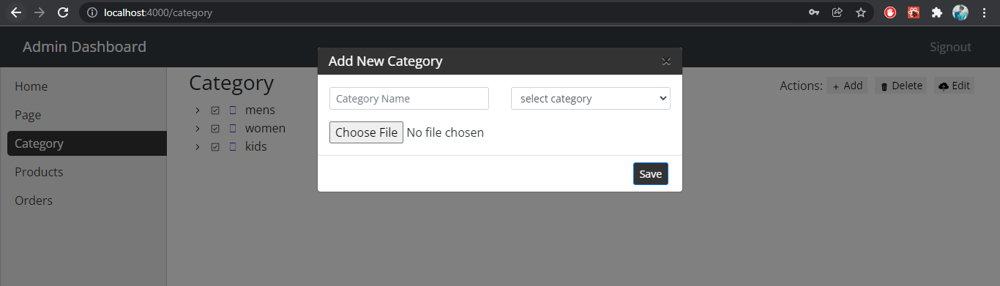 localhost:4000/category
Admin Dashboard
Signout
Add New Category
Home
Page
Category
Products
Orders
Category
Actions: Add Delete Edit
mens
women
kids
Category Name
select category
Choose File No file chosen
Save